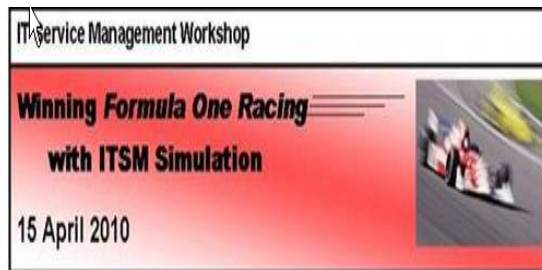 IT Service Management Workshop
Winning Formula One Racing
with ITSM Simulation
15 April 2010